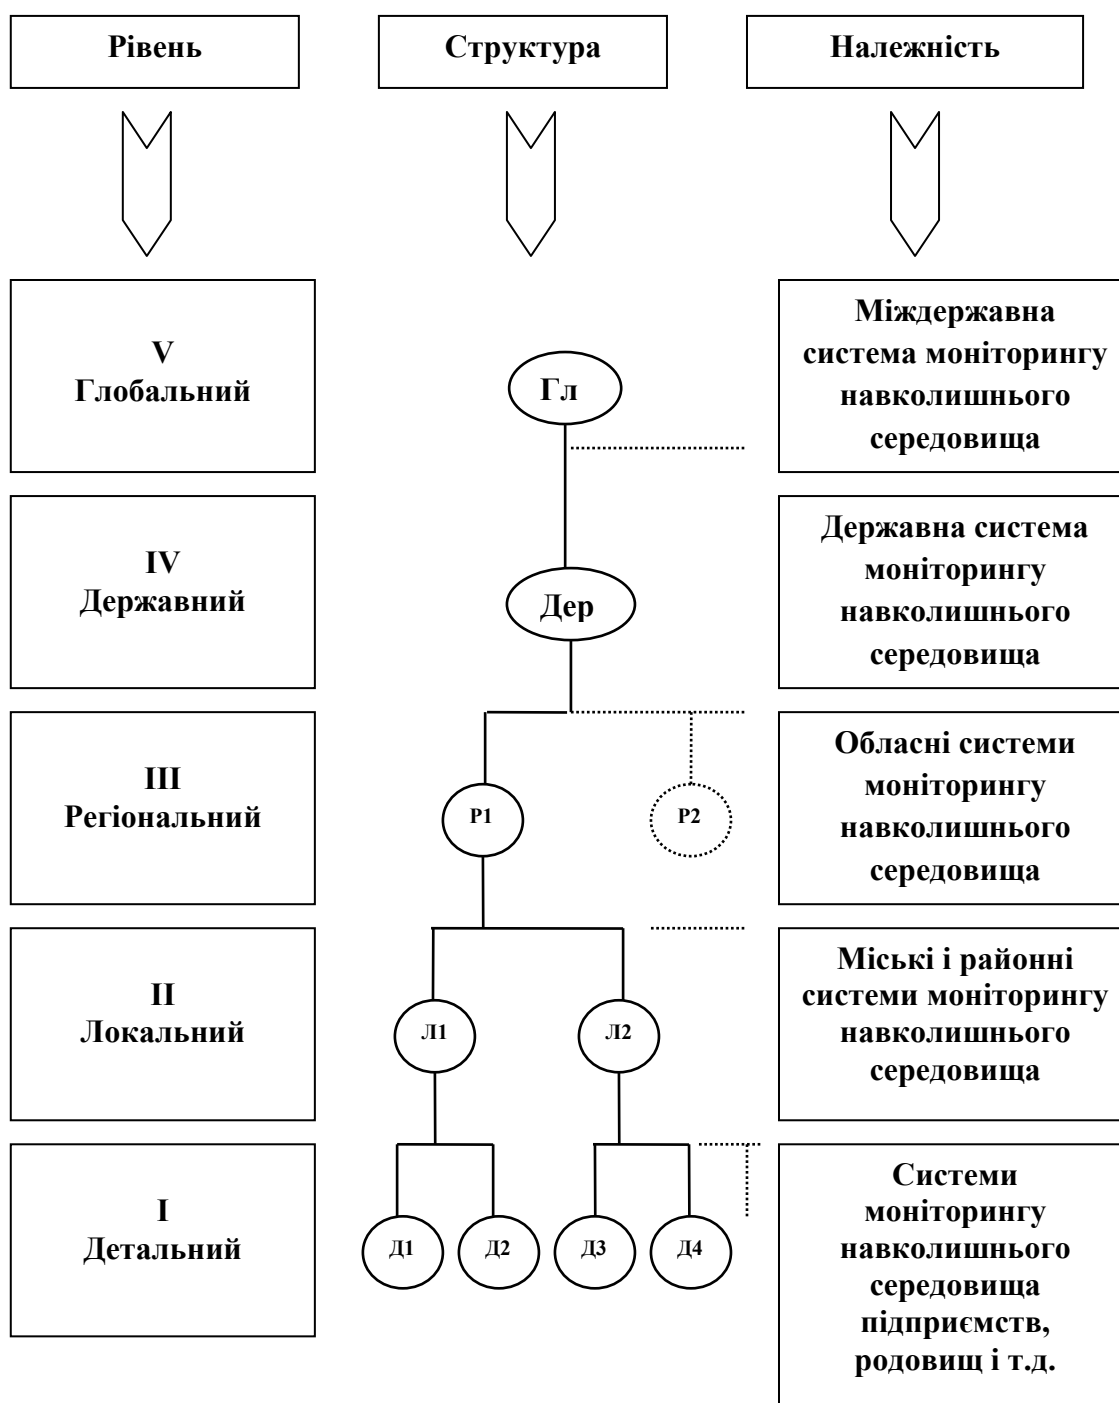 Рівень
Структура
Належність
V
Глобальний
Гл
Міждержавна
система моніторингу
навколишнього
середовища
IV
Державний
Дер
Державна система
моніторингу
навколишнього
середовища
III
Регіональний
Р1
Р2
Обласні системи
моніторингу
навколишнього
середовища
II
Локальний
Л1
Л2
Міські і районні
системи моніторингу
навколишнього
середовища
I
Детальний
Д1
Д2
Д3
Д4
Системи
моніторингу
навколишнього
середовища
підприємств,
родовищ і т.д.